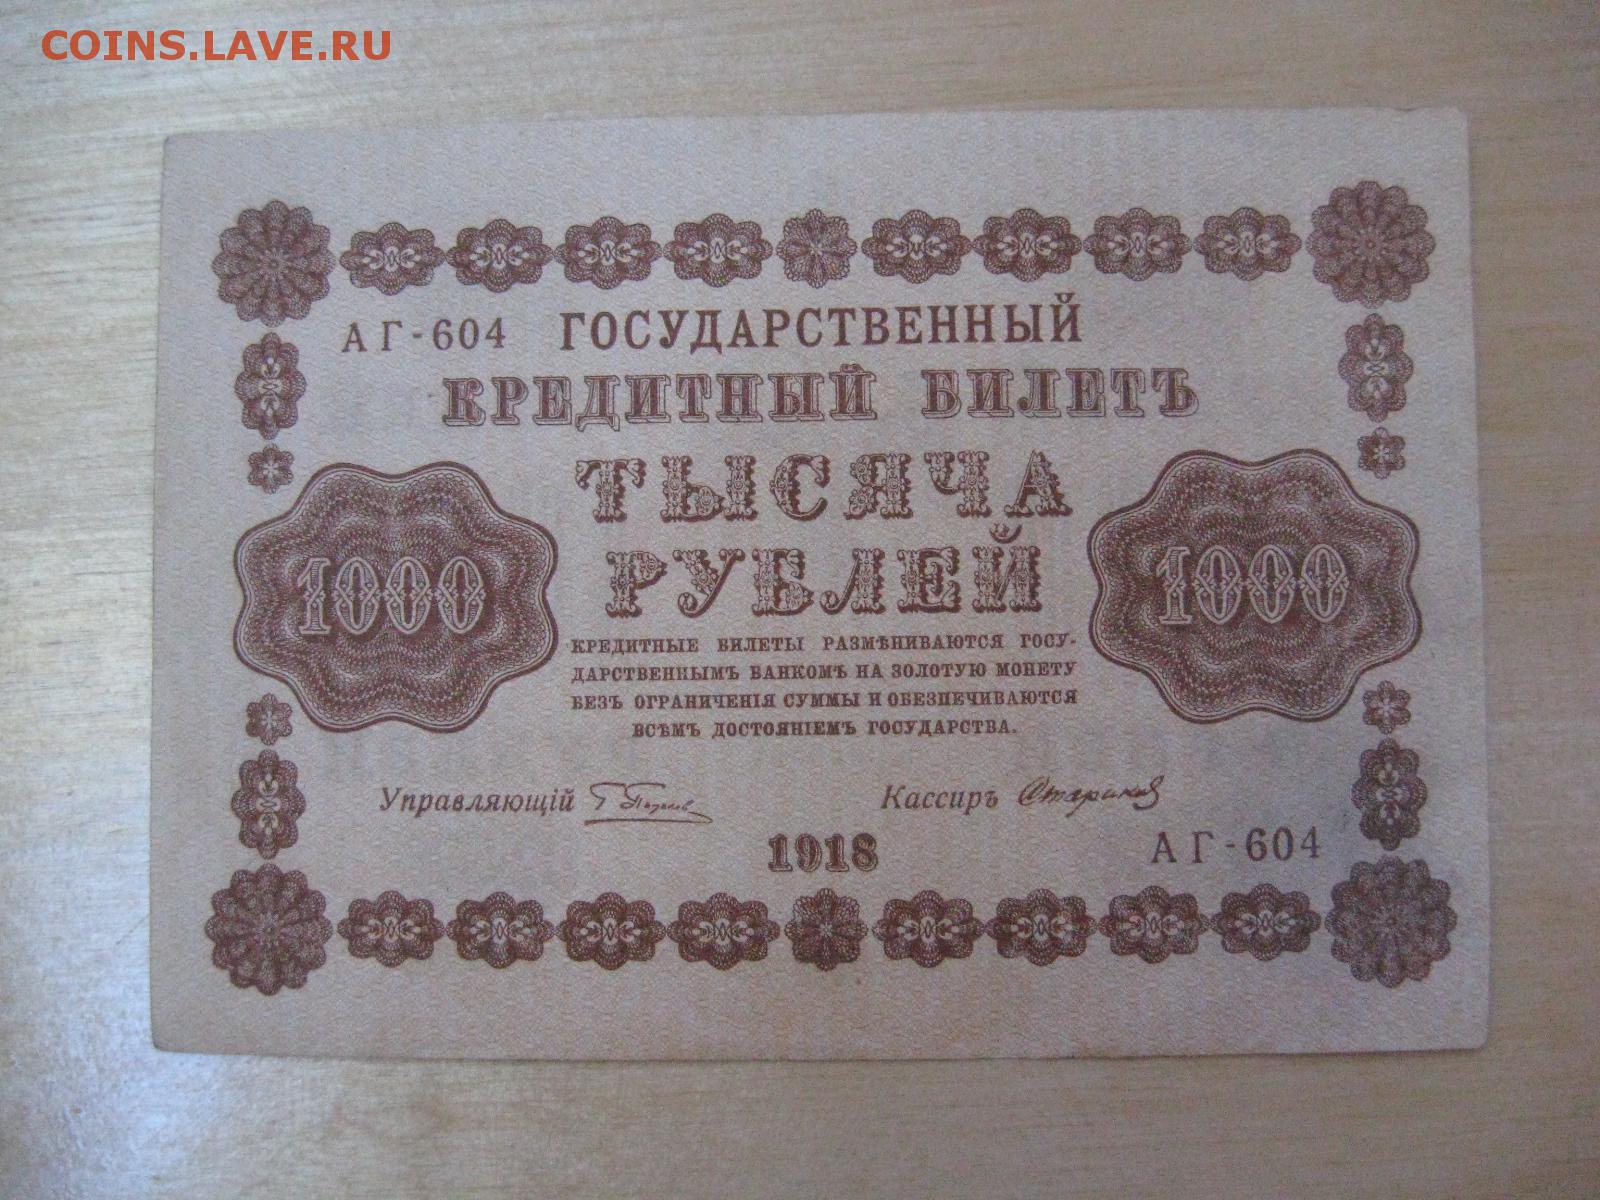 COINS.LAVE.RU
АГ-604 ГОСУДАРСТВЕННЫЙ
КРЕДИТНЫЙ БИЛЕТЪ
ТЫСЯЧА
РУБЛЕЙ
1000
1000
КРЕДИТНЫЕ БИЛЕТЫ РАЗМѢНИВАЮТСЯ ГОСУ-
ДАРСТВЕННЫМЪ БАНКОМЪ НА ЗОЛОТУЮ МОНЕТУ
БЕЗЪ ОГРАНИЧЕНІЯ СУММЫ И ОБЕЗПЕЧИВАЮТСЯ
ВСѢМЪ ДОСТОЯНІЕМЪ ГОСУДАРСТВА.
Управляющій Кассиръ Стариков
1918
АГ-604